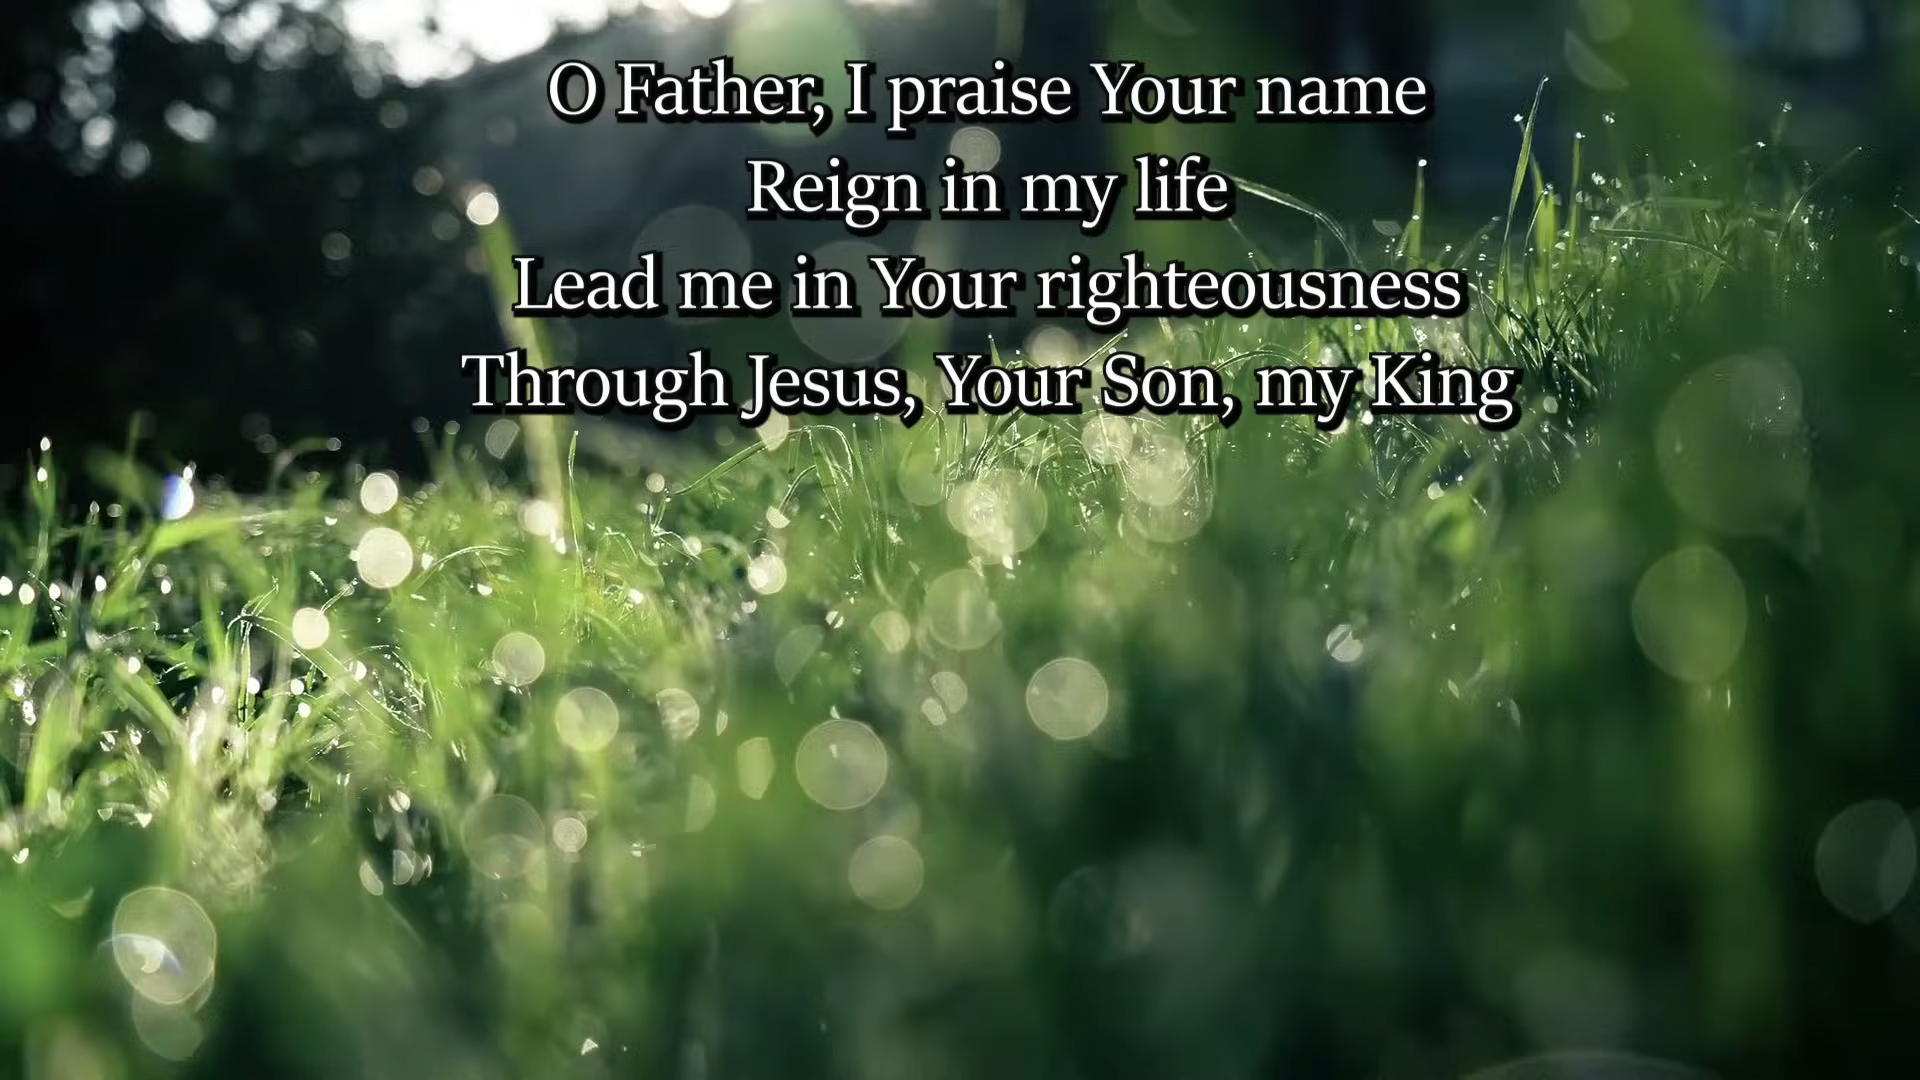 O Father, I praise Your name
Reign in my life
Lead me in Your righteousness
Through Jesus, Your Son, my King